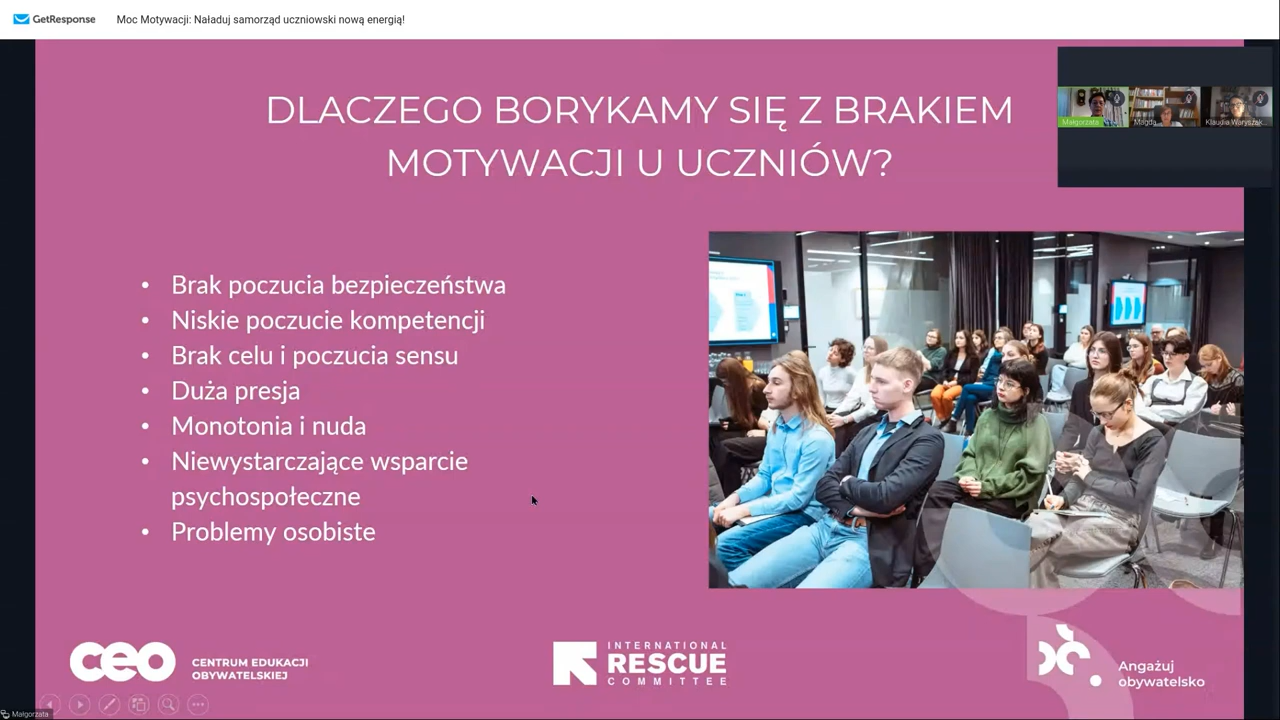 GetResponse Moc Motywacji: Naładuj samorząd uczniowski nową energią!
DLACZEGO BORYKAMY SIĘ Z BRAKIEM
MOTYWACJI U UCZNIÓW?
Małgorzata Magda Klaudia Waryszak...
• Brak poczucia bezpieczeństwa
• Niskie poczucie kompetencji
• Brak celu i poczucia sensu
• Duża presja
• Monotonia i nuda
• Niewystarczające wsparcie
psychospołeczne
• Problemy osobiste
ceo CENTRUM EDUKACJI
OBYWATELSKIEJ
INTERNATIONAL
RESCUE
COMMITTEE
Angażuj
obywatelsko
Małgorzata